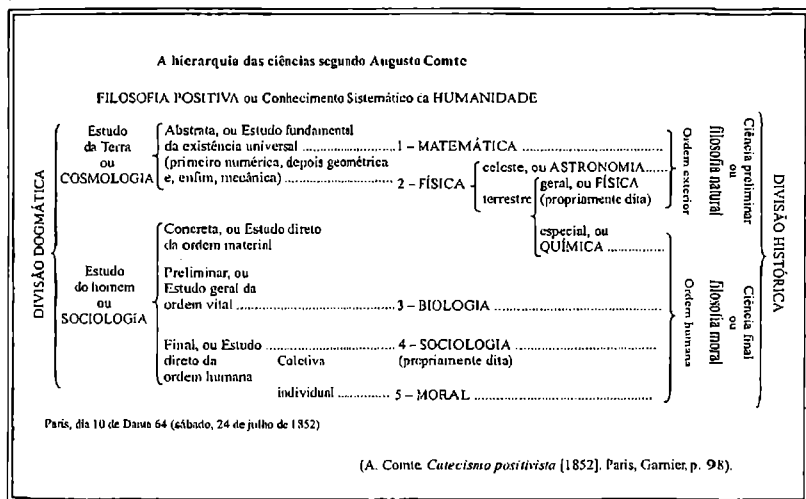 A hierarquia das ciências segundo Augusto Comte
FILOSOFIA POSITIVA ou Conhecimento Sistemático da HUMANIDADE
DIVISÃO DOGMÁTICA
Estudo
da Terra
ou
COSMOLOGIA
Abstrata, ou Estudo fundamental
da existência universal ........ 1 – MATEMÁTICA ........
(primeiro numérica, depois geométrica
e, enfim, mecânica) ........ 2 – FÍSICA
celeste, ou ASTRONOMIA........
terrestre
geral, ou FÍSICA
(propriamente dita)
especial, ou
QUÍMICA ........
Estudo
do homem
ou
SOCIOLOGIA
Concreta, ou Estudo direto
da ordem material
Preliminar, ou
Estudo geral da
ordem vital ........ 3 – BIOLOGIA ........
Final, ou Estudo ........ 4 – SOCIOLOGIA ........
direto da Coletiva (propriamente dita)
ordem humana
individual ........ 5 – MORAL ........
Ordem exterior
filosofia natural
ou
Ciência preliminar
Ordem humana
filosofia moral
ou
Ciência final
DIVISÃO HISTÓRICA
Paris, dia 10 de Dante 64 (sábado, 24 de julho de 1852)
(A. Comte. Catecismo positivista [1852]. Paris, Garnier, p. 98).